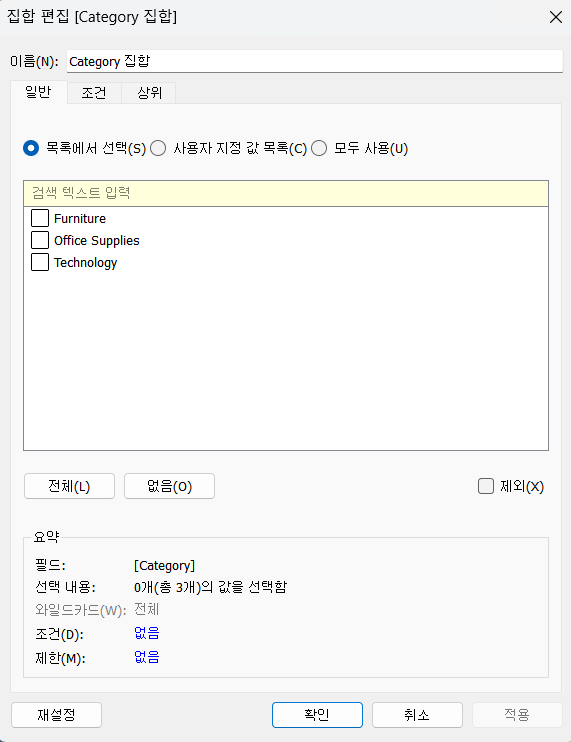 집합 편집 [Category 집합]
이름(N): Category 집합
일반 조건 상위
목록에서 선택(S) 사용자 지정 값 목록(C) 모두 사용(U)
검색 텍스트 입력
Furniture
Office Supplies
Technology
전체(L) 없음(O) 제외(X)
요약
필드: [Category]
선택 내용: 0개(총 3개)의 값을 선택함
와일드카드(W): 전체
조건(D): 없음
제한(M): 없음
재설정 확인 취소 적용